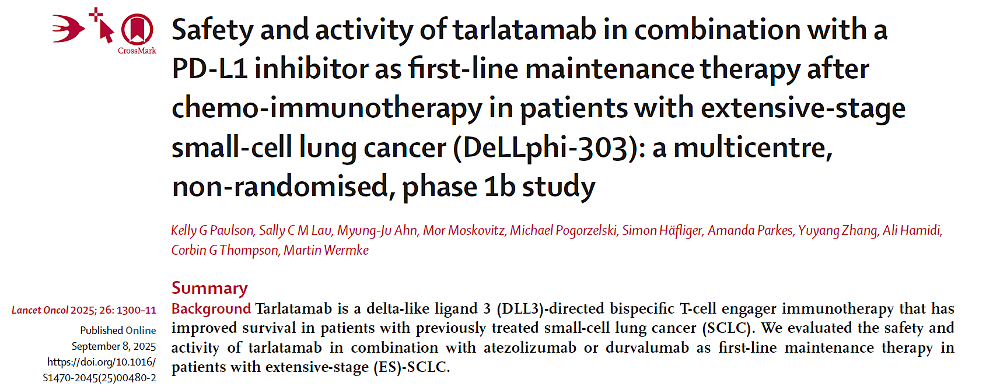 CrossMark
Safety and activity of tarlatamab in combination with a
PD-L1 inhibitor as first-line maintenance therapy after
chemo-immunotherapy in patients with extensive-stage
small-cell lung cancer (DeLLphi-303): a multicentre,
non-randomised, phase 1b study
Kelly G Paulson, Sally C M Lau, Myung-Ju Ahn, Mor Moskovitz, Michael Pogorzelski, Simon Häfliger, Amanda Parkes, Yuyang Zhang, Ali Hamidi,
Corbin G Thompson, Martin Wermke
Summary
Background Tarlatamab is a delta-like ligand 3 (DLL3)-directed bispecific T-cell engager immunotherapy that has
improved survival in patients with previously treated small-cell lung cancer (SCLC). We evaluated the safety and
activity of tarlatamab in combination with atezolizumab or durvalumab as first-line maintenance therapy in
patients with extensive-stage (ES)-SCLC.
Lancet Oncol 2025; 26: 1300–11
Published Online
September 8, 2025
https://doi.org/10.1016/
S1470-2045(25)00480-2